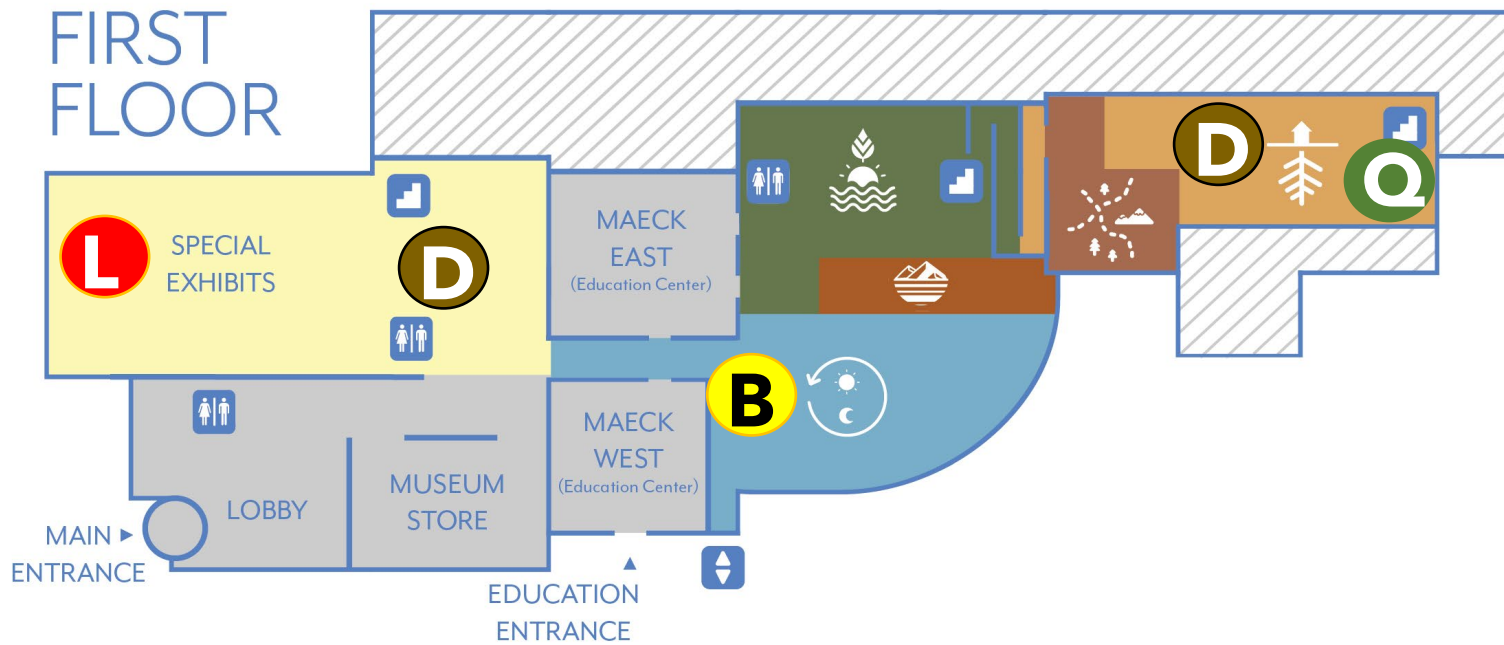 FIRST
FLOOR
D
Q
MAECK
EAST
(Education Center)
L
SPECIAL
EXHIBITS
D
B
MAECK
WEST
(Education Center)
MUSEUM
STORE
LOBBY
MAIN
ENTRANCE
EDUCATION
ENTRANCE